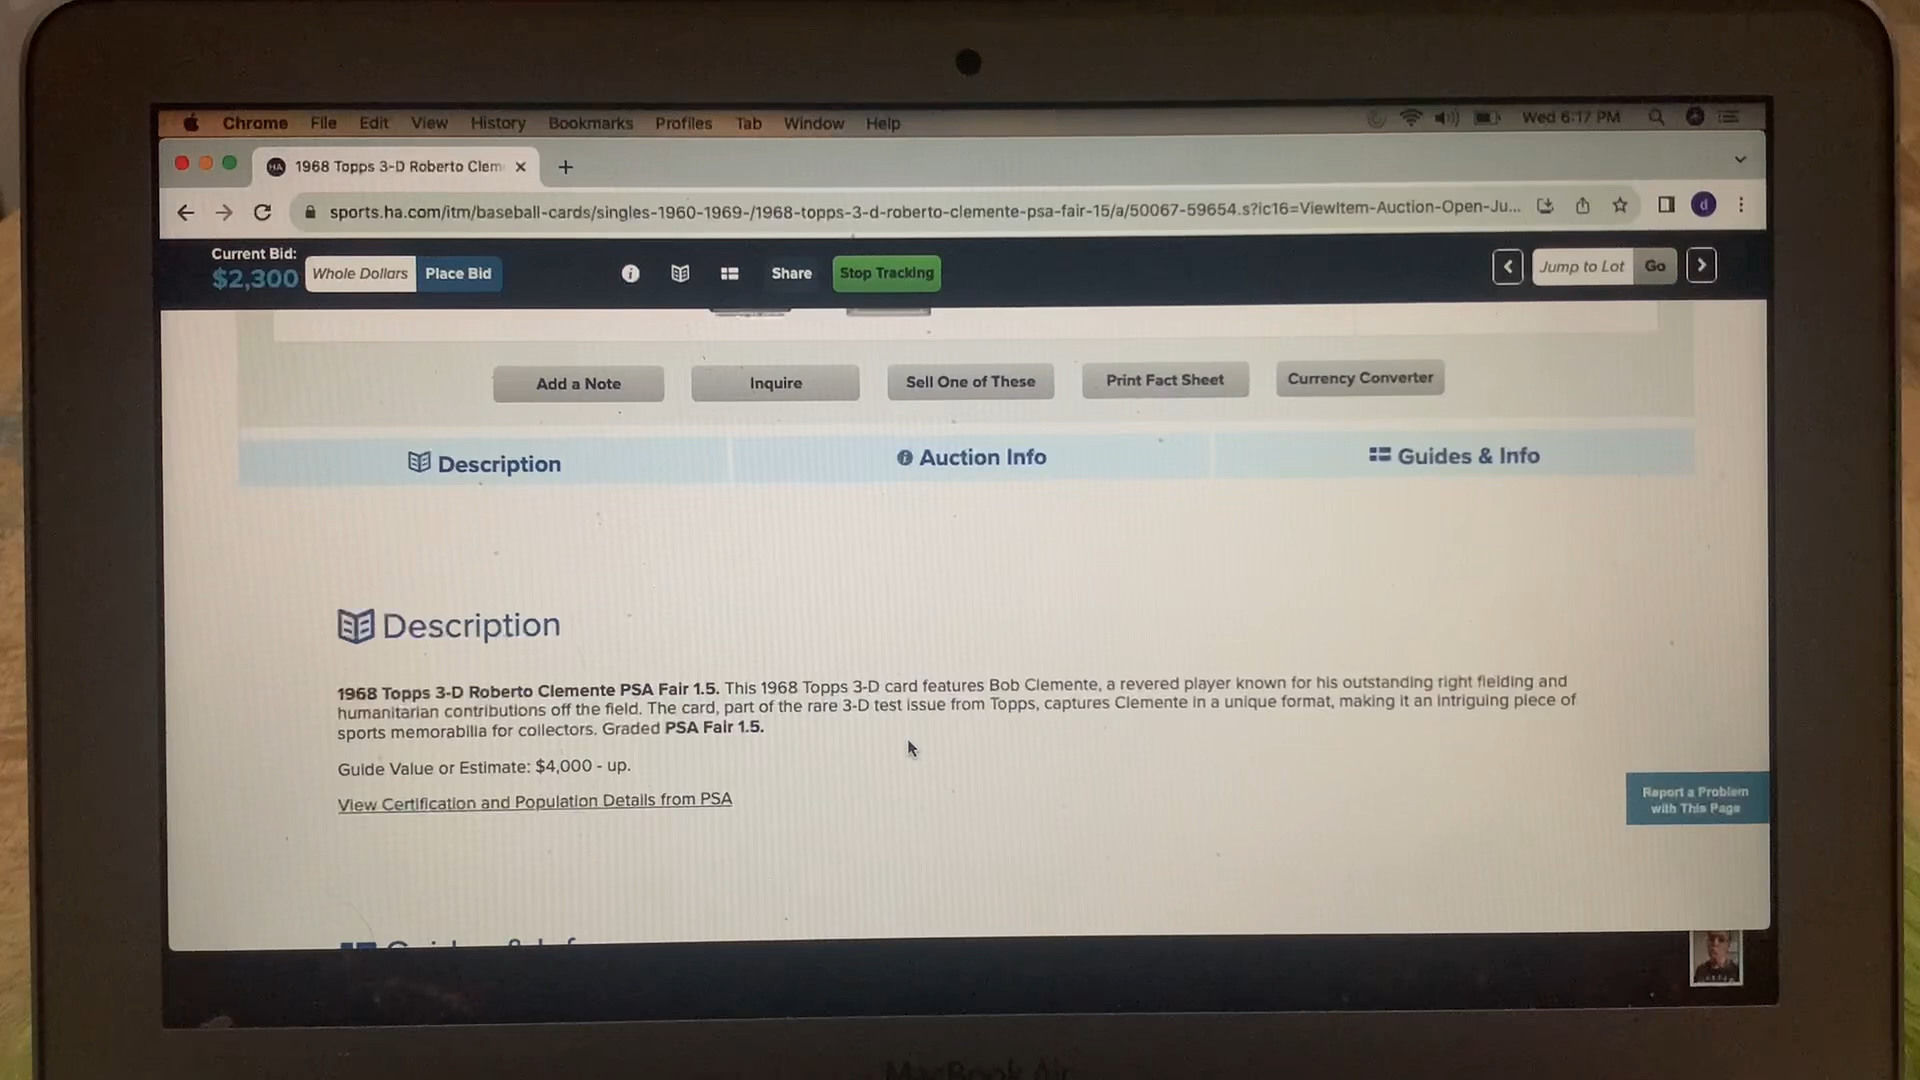 Chrome File Edit View History Bookmarks Profiles Tab Window Help Wed 6:17 PM
1968 Topps 3-D Roberto Clem
sports.ha.com/itm/baseball-cards/singles-1960-1969-/1968-topps-3-d-roberto-clemente-psa-fair-15/a/50067-59654.s?ic16=ViewItem-Auction-Open-Ju... d
Current Bid:
$2,300 Whole Dollars Place Bid Share Stop Tracking Jump to Lot Go
Add a Note Inquire Sell One of These Print Fact Sheet Currency Converter
Description Auction Info Guides & Info
Description
1968 Topps 3-D Roberto Clemente PSA Fair 1.5. This 1968 Topps 3-D card features Bob Clemente, a revered player known for his outstanding right fielding and
humanitarian contributions off the field. The card, part of the rare 3-D test issue from Topps, captures Clemente in a unique format, making it an intriguing piece of
sports memorabilia for collectors. Graded PSA Fair 1.5.
Guide Value or Estimate: $4,000 - up.
View Certification and Population Details from PSA
Report a Problem
with This Page
MacBook Air